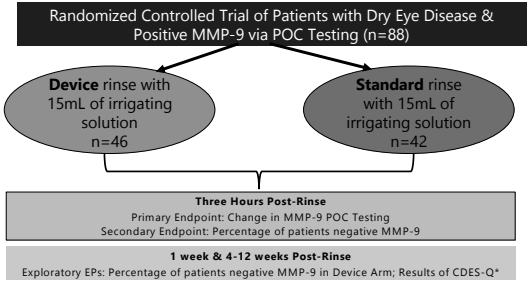 Randomized Controlled Trial of Patients with Dry Eye Disease &
Positive MMP-9 via POC Testing (n=88)
Device rinse with
15mL of irrigating
solution
n=46
Standard rinse
with 15mL of
irrigating solution
n=42
Three Hours Post-Rinse
Primary Endpoint: Change in MMP-9 POC Testing
Secondary Endpoint: Percentage of patients negative MMP-9
1 week & 4-12 weeks Post-Rinse
Exploratory EPs: Percentage of patients negative MMP-9 in Device Arm; Results of CDES-Q*